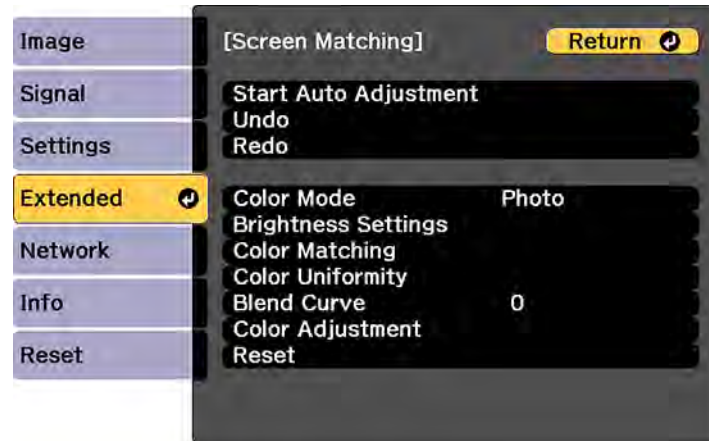 Image
Signal
Settings
Extended
Network
Info
Reset
[Screen Matching]
Return
Start Auto Adjustment
Undo
Redo
Color Mode Photo
Brightness Settings
Color Matching
Color Uniformity
Blend Curve 0
Color Adjustment
Reset